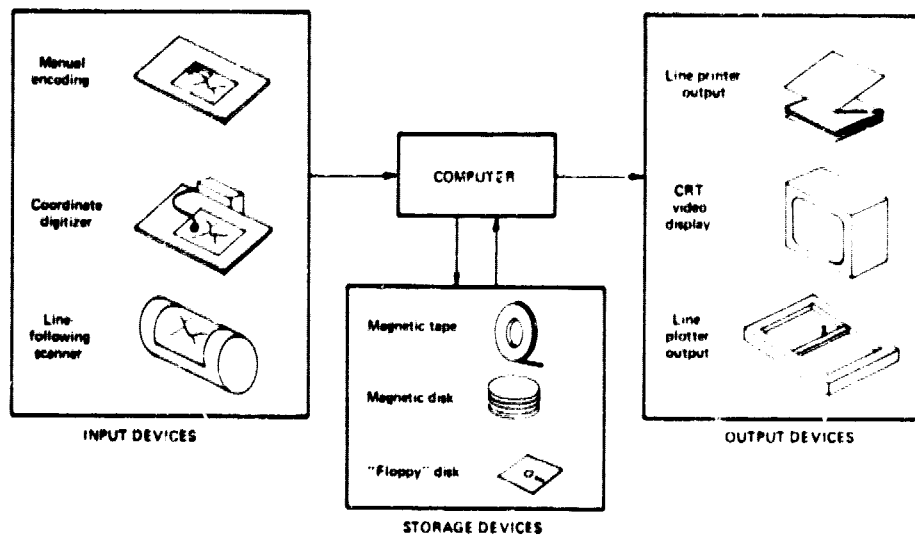 Manual
encoding
Coordinate
digitizer
Line-
following
scanner
INPUT DEVICES
COMPUTER
Magnetic tape
Magnetic disk
"Floppy" disk
STORAGE DEVICES
Line printer
output
CRT
video
display
Line
plotter
output
OUTPUT DEVICES